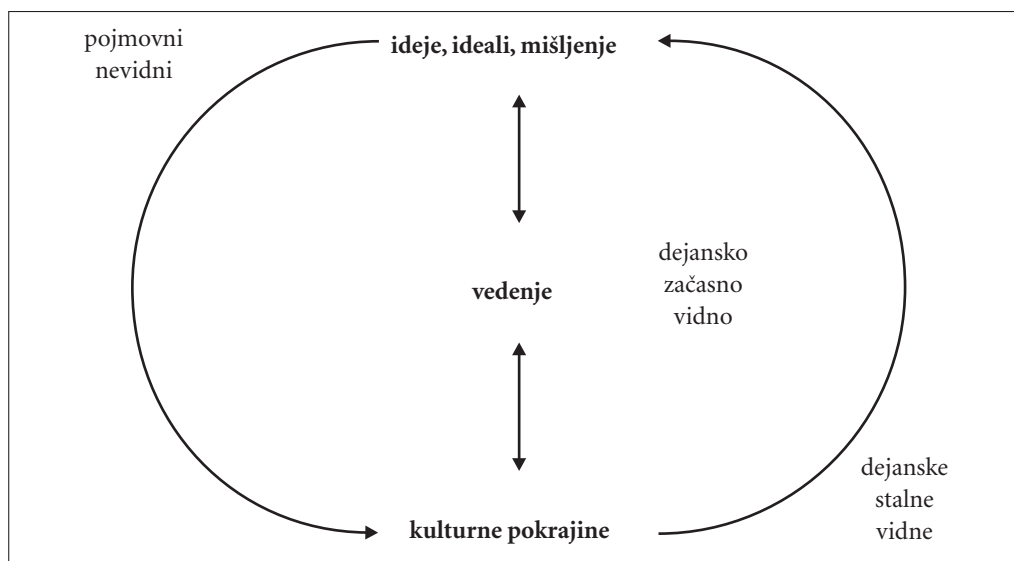 pojmovni
nevidni
ideje, ideali, mišljenje
vedenje
dejansko
začasno
vidno
dejanske
stalne
vidne
kulturne pokrajine